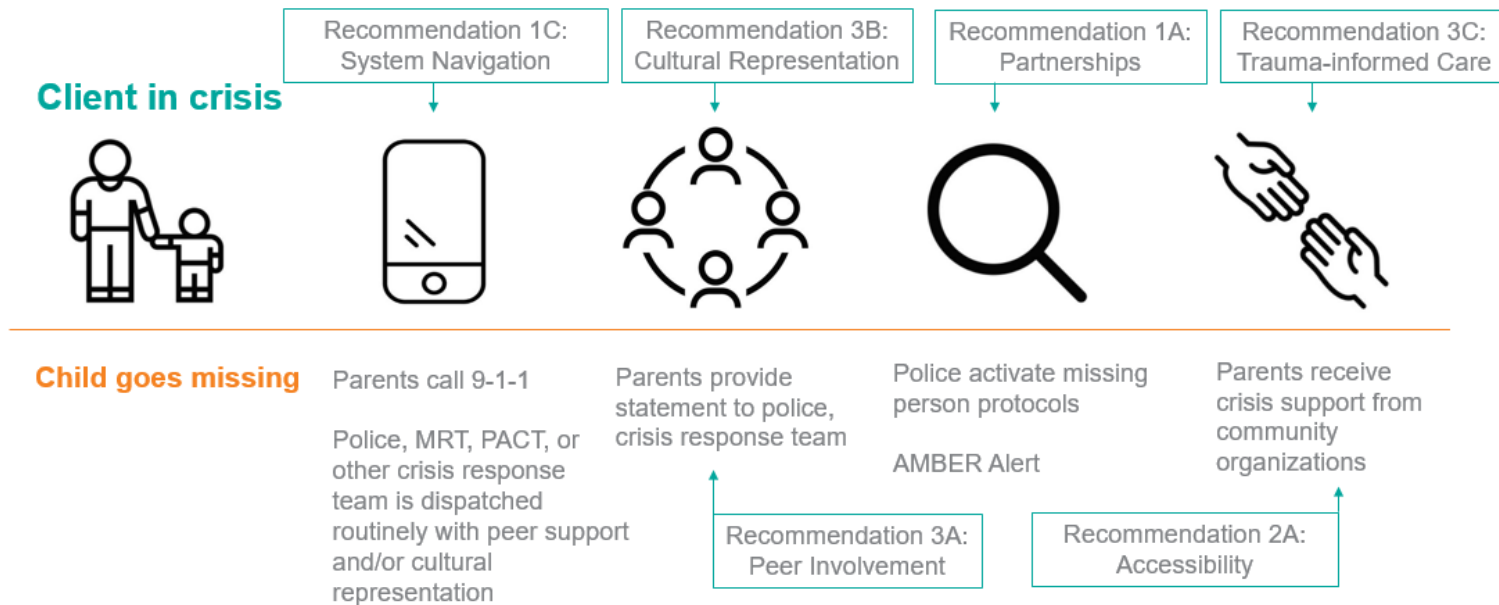 Recommendation 1C:
System Navigation
Recommendation 3B:
Cultural Representation
Recommendation 1A:
Partnerships
Recommendation 3C:
Trauma-informed Care
Client in crisis
Child goes missing
Parents call 9-1-1
Police, MRT, PACT, or
other crisis response
team is dispatched
routinely with peer support
and/or cultural
representation
Parents provide
statement to police,
crisis response team
Police activate missing
person protocols
AMBER Alert
Parents receive
crisis support from
community
organizations
Recommendation 3A:
Peer Involvement
Recommendation 2A:
Accessibility